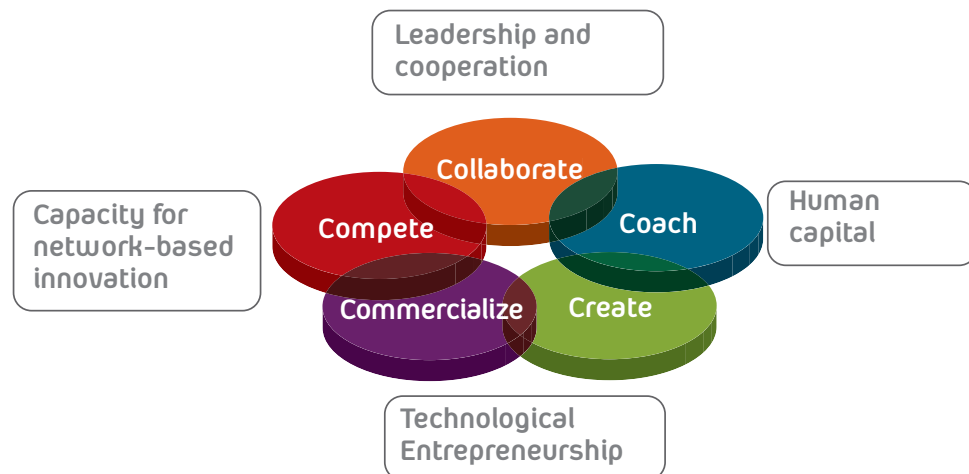 Leadership and
cooperation
Collaborate
Capacity for
network-based
innovation
Compete
Coach
Human
capital
Commercialize
Create
Technological
Entrepreneurship